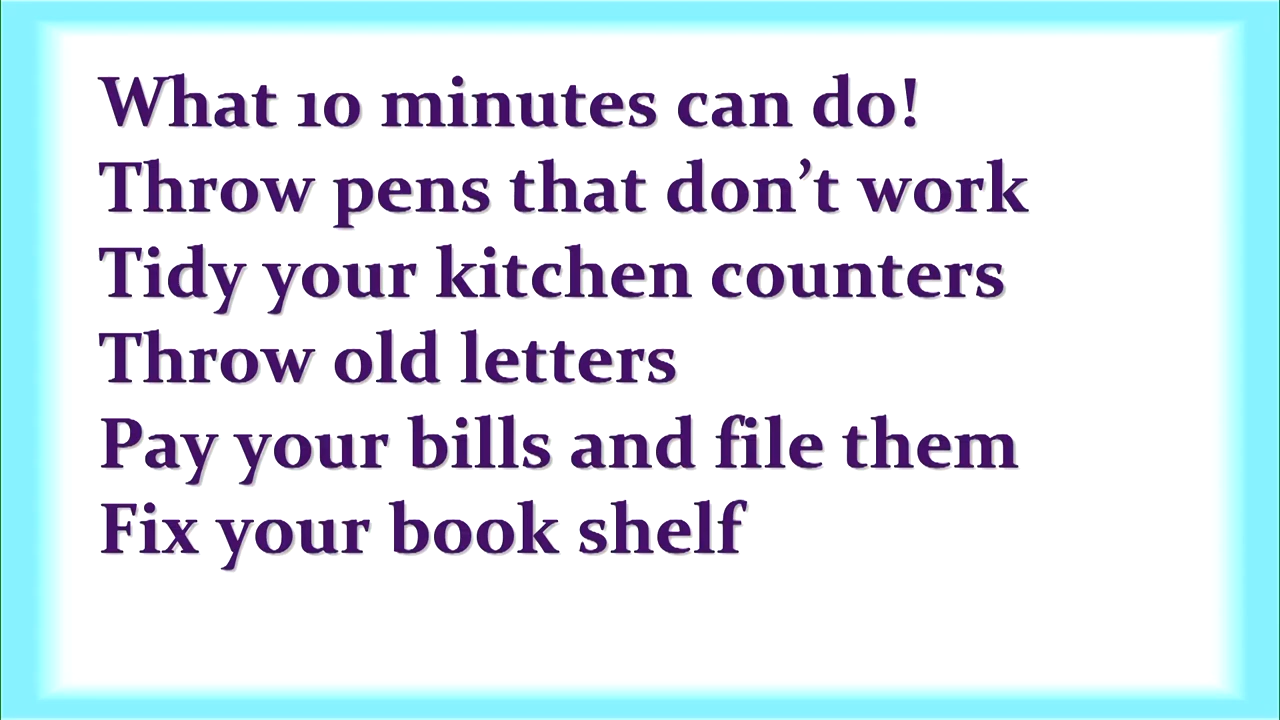 What 10 minutes can do!
Throw pens that don’t work
Tidy your kitchen counters
Throw old letters
Pay your bills and file them
Fix your book shelf